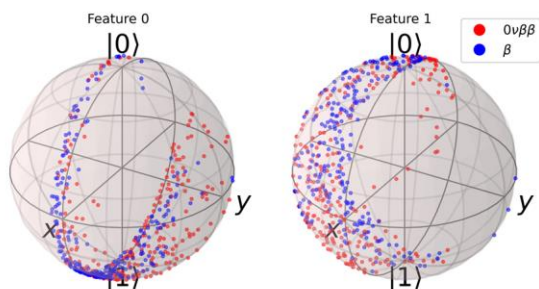 Feature 0
|0⟩
x
y
|1⟩
Feature 1
|0⟩
x
y
|1⟩
0νββ
β